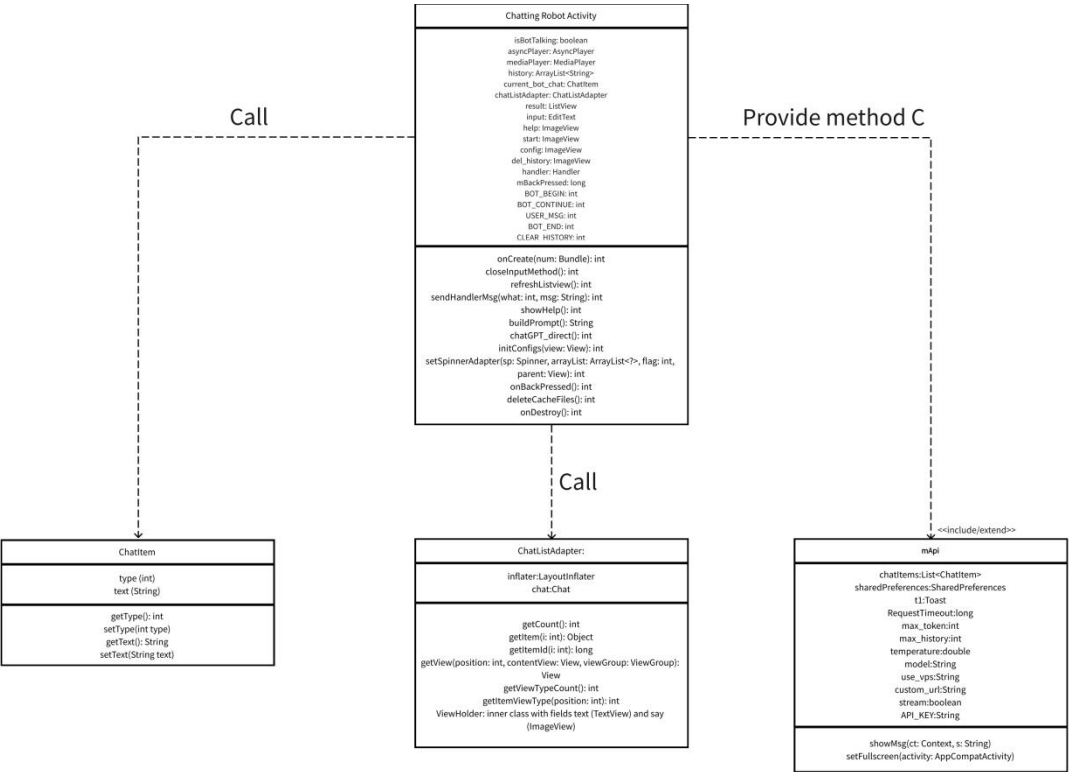 Chatting Robot Activity
isBotTalking: boolean
asyncPlayer: AsyncPlayer
mediaPlayer: MediaPlayer
history: ArrayList<String>
current_bot_chat: ChatItem
chatListAdapter: ChatListAdapter
result: ListView
input: EditText
help: ImageView
start: ImageView
config: ImageView
del_history: ImageView
handler: Handler
mBackPressed: long
BOT_BEGIN: int
BOT_CONTINUE: int
USER_MSG: int
BOT_END: int
CLEAR_HISTORY: int
onCreate(num: Bundle): int
closeInputMethod(): int
refreshListview(): int
sendHandlerMsg(what: int, msg: String): int
showHelp(): int
buildPrompt(): String
chatGPT_direct(): int
initConfigs(view: View): int
setSpinnerAdapter(sp: Spinner, arrayList: ArrayList<?>, flag: int,
parent: View): int
onBackPressed(): int
deleteCacheFiles(): int
onDestroy(): int
Call
Provide method C
Call
<<include/extend>>
ChatItem
type (int)
text (String)
getType(): int
setType(int type)
getText(): String
setText(String text)
ChatListAdapter:
inflater:LayoutInflater
chat:Chat
getCount(): int
getItem(i: int): Object
getItemId(i: int): long
getView(position: int, contentView: View, viewGroup: ViewGroup):
View
getViewTypeCount(): int
getItemViewType(position: int): int
ViewHolder: inner class with fields text (TextView) and say
(ImageView)
mApi
chatItems:List<ChatItem>
sharedPreferences:SharedPreferences
t1:Toast
RequestTimeout:long
max_token:int
max_history:int
temperature:double
model:String
use_vps:String
custom_url:String
stream:boolean
API_KEY:String
showMsg(ct: Context, s: String)
setFullscreen(activity: AppCompatActivity)